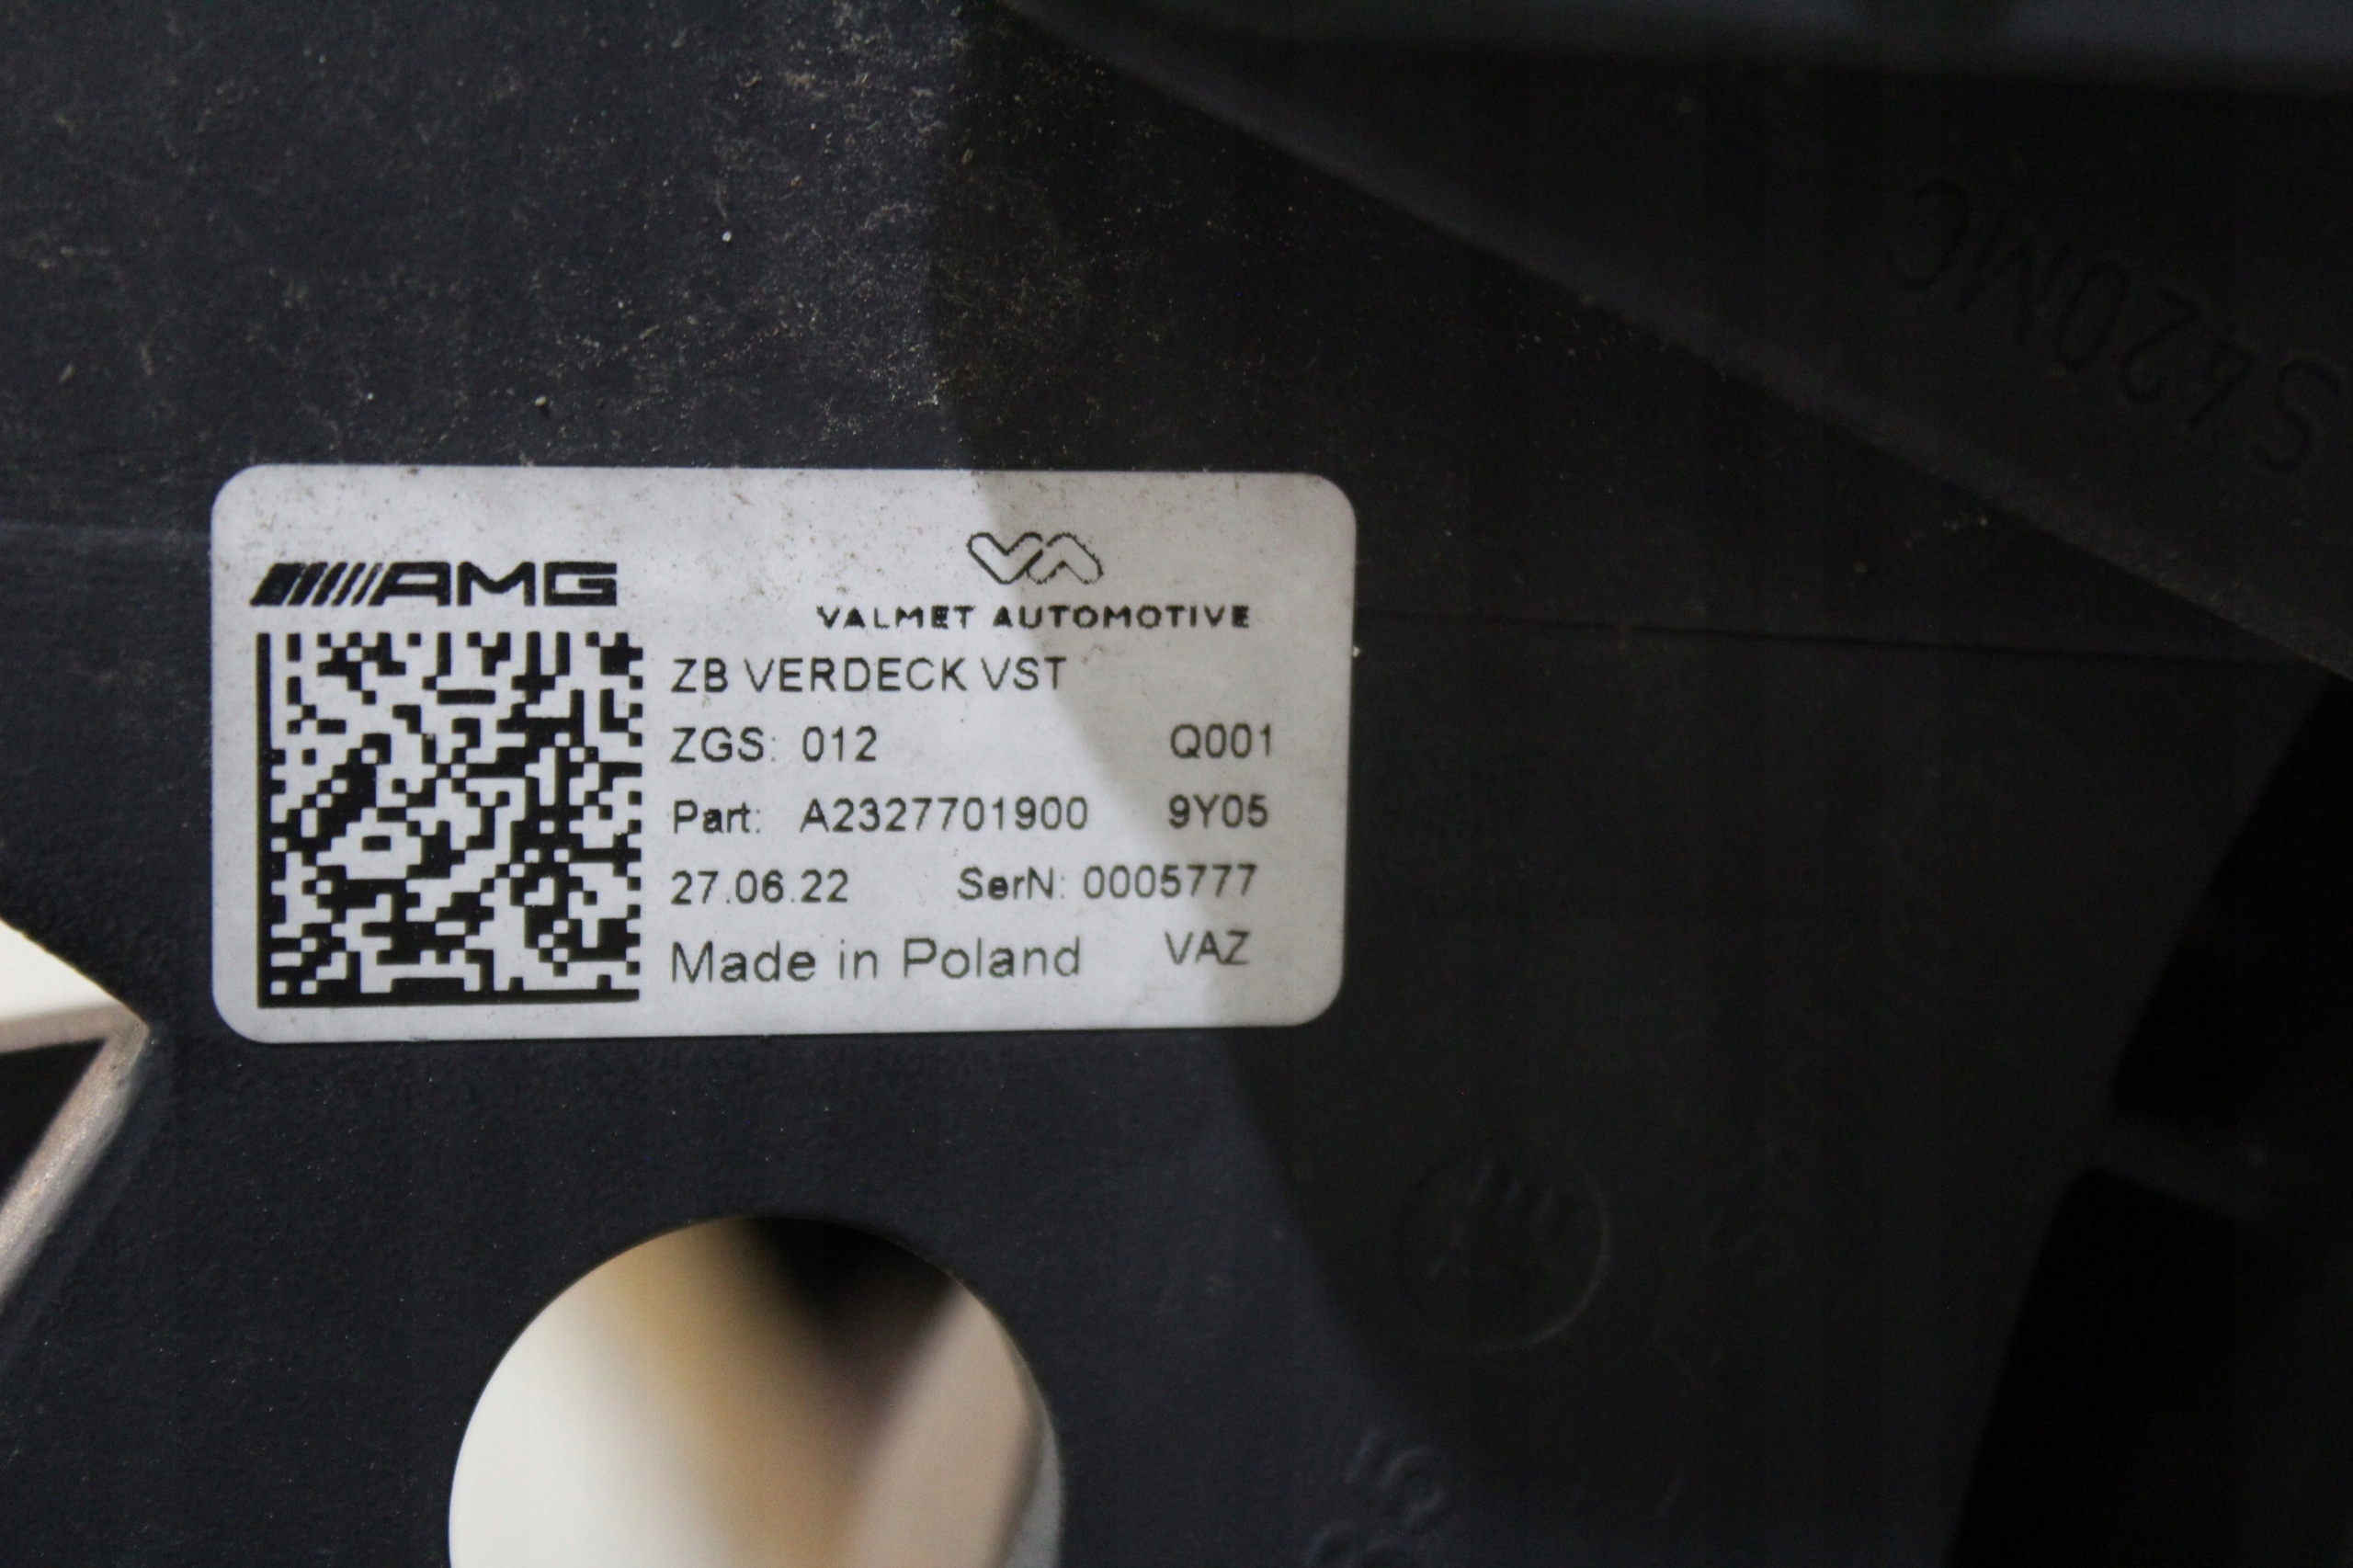 S420MC
AMG
VALMET AUTOMOTIVE
ZB VERDECK VST
ZGS: 012 Q001
Part: A2327701900 9Y05
27.06.22 SerN: 0005777
Made in Poland VAZ